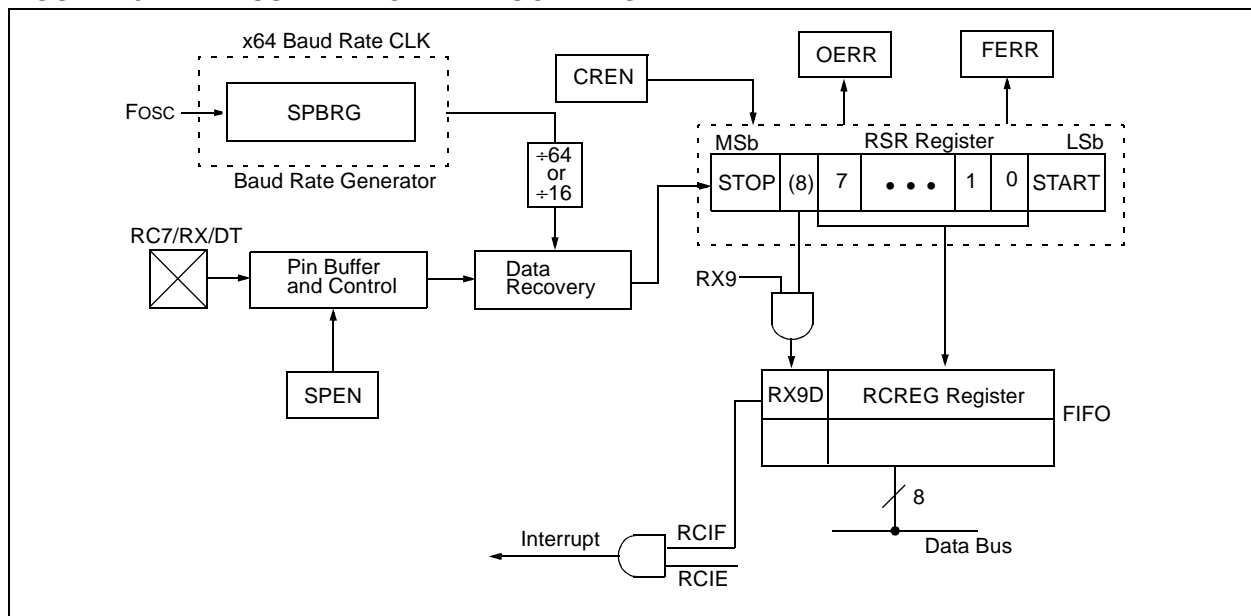 x64 Baud Rate CLK
FOSC
SPBRG
Baud Rate Generator
CREN
OERR
FERR
÷64
or
÷16
MSb
RSR Register
LSb
STOP
(8)
7
• • •
1
0
START
RC7/RX/DT
Pin Buffer
and Control
Data
Recovery
RX9
SPEN
RX9D
RCREG Register
FIFO
8
Data Bus
Interrupt
RCIF
RCIE